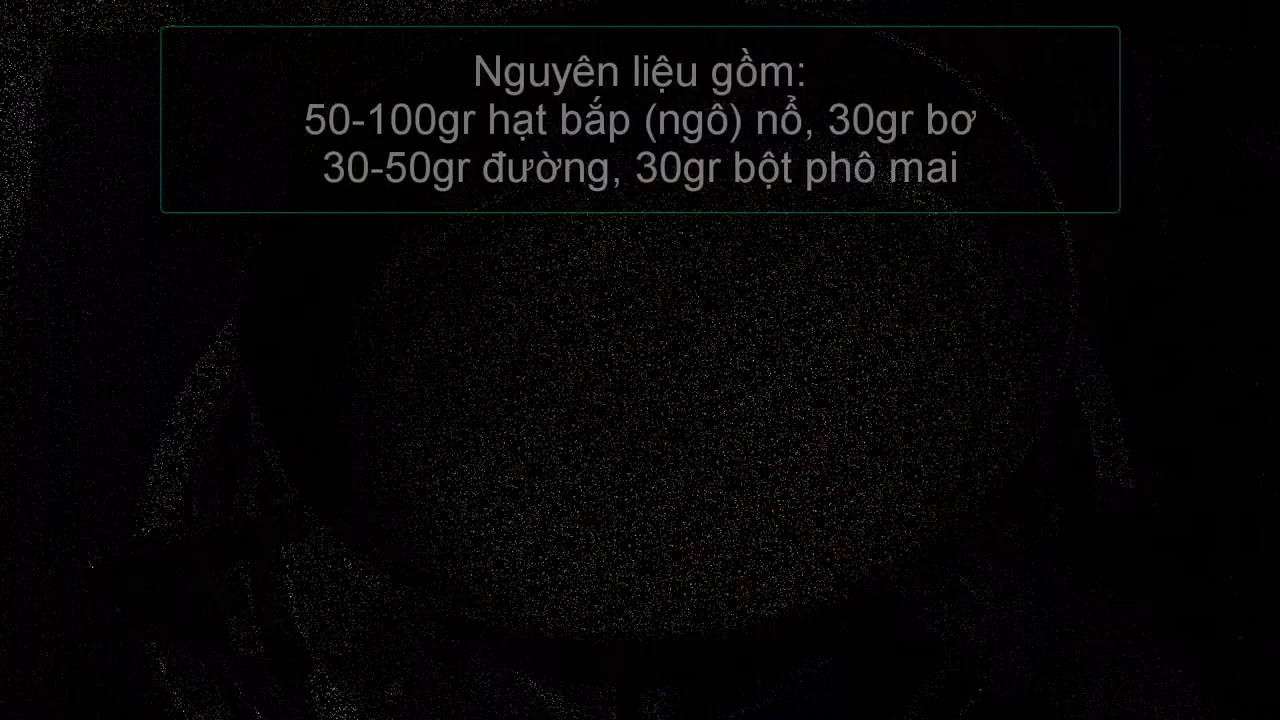 Nguyên liệu gồm:
50-100gr hạt bắp (ngô) nổ, 30gr bơ
30-50gr đường, 30gr bột phô mai